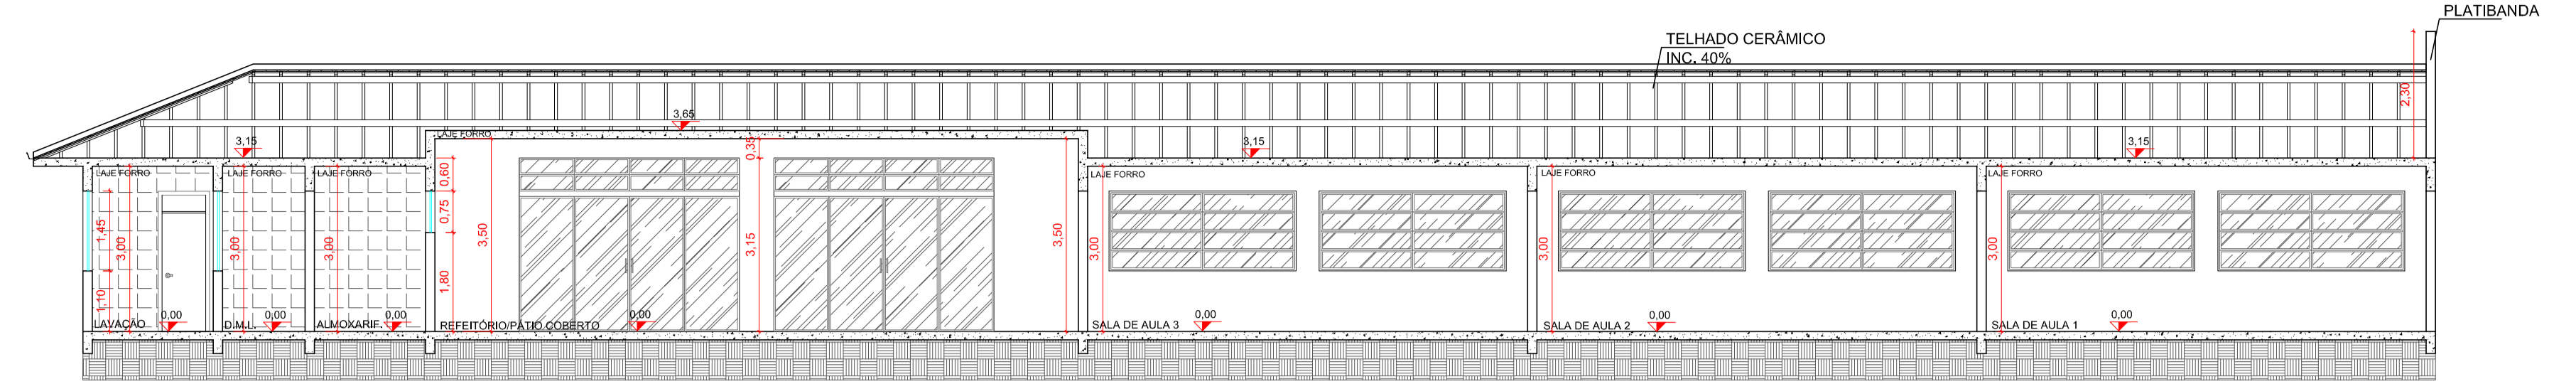 PLATIBANDA
TELHADO CERÂMICO
INC. 40%
2,30
3,65
3,15
3,15
3,15
LAJE FORRO
0,35
LAJE FORRO
LAJE FORRO
LAJE FORRO
LAJE FORRO
LAJE FORRO
LAJE FORRO
0,60
0,75
1,80
1,45
3,00
1,10
3,00
3,00
3,50
3,15
3,50
3,00
3,00
3,00
LAVAÇÃO
0,00
D.M.L.
0,00
ALMOXARIF.
0,00
REFEITÓRIO/PÁTIO COBERTO
0,00
SALA DE AULA 3
0,00
SALA DE AULA 2
0,00
SALA DE AULA 1
0,00